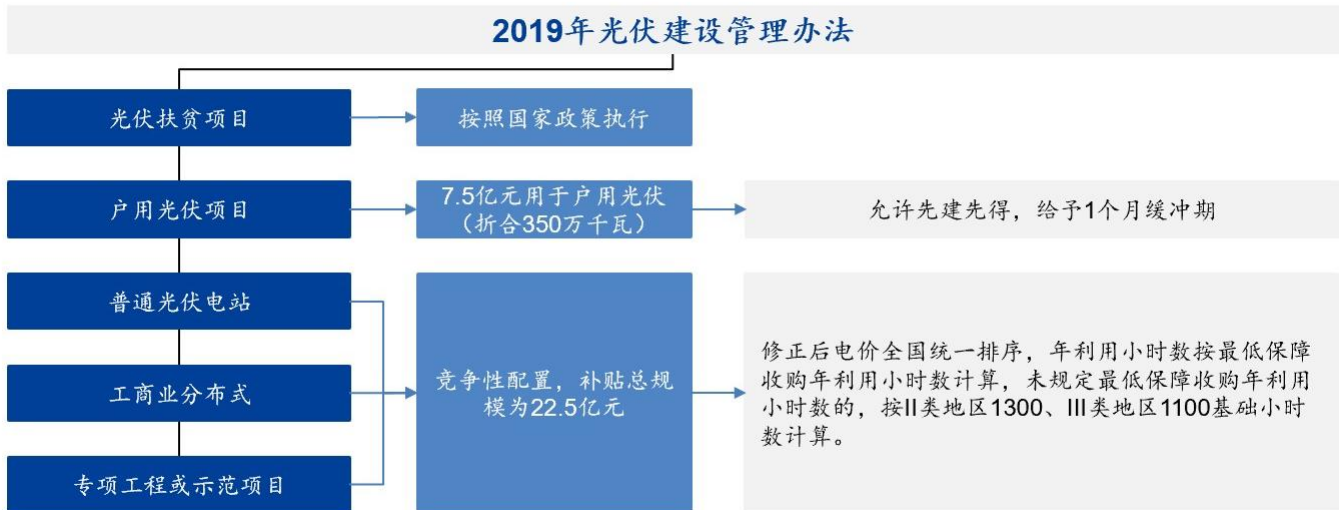 2019年光伏建设管理办法
光伏扶贫项目
按照国家政策执行
户用光伏项目
7.5亿元用于户用光伏
（折合350万千瓦）
允许先建先得，给予1个月缓冲期
普通光伏电站
工商业分布式
专项工程或示范项目
竞争性配置，补贴总规
模为22.5亿元
修正后电价全国统一排序，年利用小时数按最低保障
收购年利用小时数计算，未规定最低保障收购年利用
小时数的，按II类地区1300、III类地区1100基础小时
数计算。